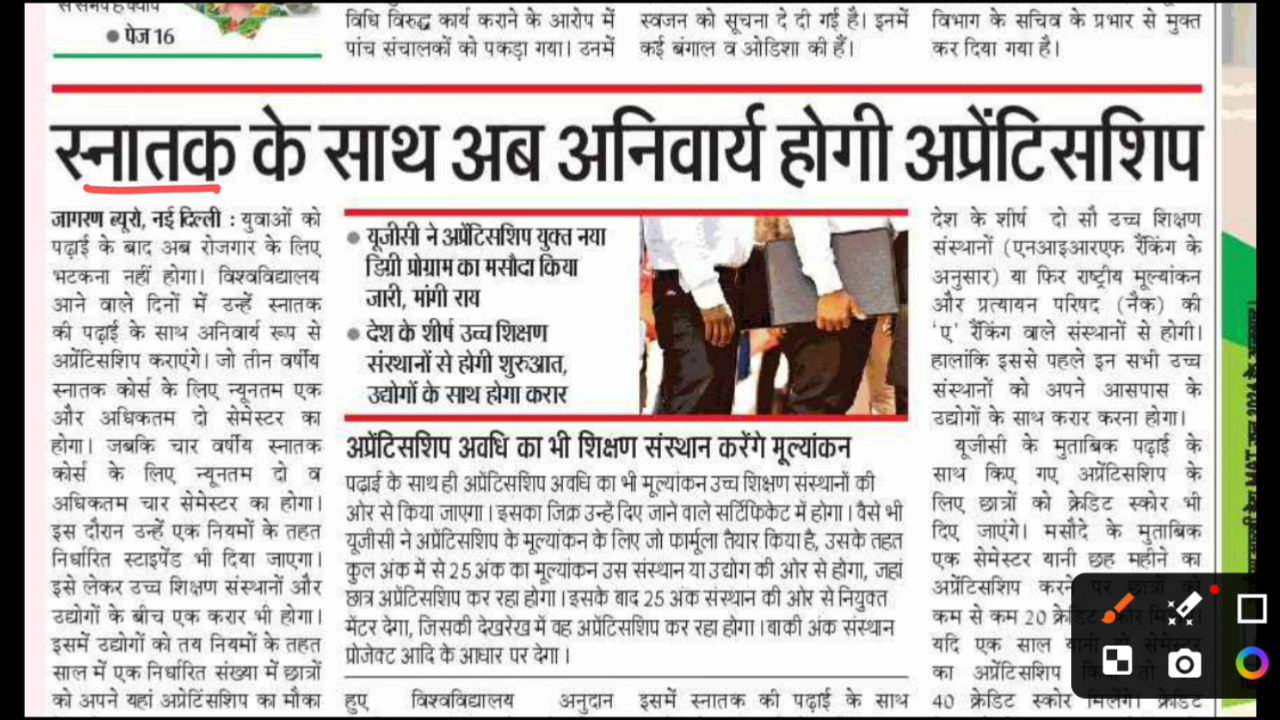 ● पेज 16
विधि विरुद्ध कार्य कराने के आरोप में
पांच संचालकों को पकड़ा गया। उनमें
स्वजन को सूचना दे दी गई है। इनमें
कई बंगाल व ओडिशा की हैं।
विभाग के सचिव के प्रभार से मुक्त
कर दिया गया है।
स्नातक के साथ अब अनिवार्य होगी अप्रेंटिसशिप
जागरण ब्यूरो, नई दिल्ली : युवाओं को
पढ़ाई के बाद अब रोजगार के लिए
भटकना नहीं होगा। विश्वविद्यालय
आने वाले दिनों में उन्हें स्नातक
की पढ़ाई के साथ अनिवार्य रूप से
अप्रेंटिसशिप कराएंगे। जो तीन वर्षीय
स्नातक कोर्स के लिए न्यूनतम एक
और अधिकतम दो सेमेस्टर का
होगा। जबकि चार वर्षीय स्नातक
कोर्स के लिए न्यूनतम दो व
अधिकतम चार सेमेस्टर का होगा।
इस दौरान उन्हें एक नियमों के तहत
निर्धारित स्टाइपेंड भी दिया जाएगा।
इसे लेकर उच्च शिक्षण संस्थानों और
उद्योगों के बीच एक करार भी होगा।
इसमें उद्योगों को तय नियमों के तहत
साल में एक निर्धारित संख्या में छात्रों
को अपने यहां अप्रेटिंसशिप का मौका
● यूजीसी ने अप्रेंटिसशिप युक्त नया
डिग्री प्रोग्राम का मसौदा किया
जारी, मांगी राय
● देश के शीर्ष उच्च शिक्षण
संस्थानों से होगी शुरुआत,
उद्योगों के साथ होगा करार
अप्रेंटिसशिप अवधि का भी शिक्षण संस्थान करेंगे मूल्यांकन
पढ़ाई के साथ ही अप्रेंटिसशिप अवधि का भी मूल्यांकन उच्च शिक्षण संस्थानों की
ओर से किया जाएगा। इसका जिक्र उन्हें दिए जाने वाले सर्टिफिकेट में होगा। वैसे भी
यूजीसी ने अप्रेंटिसशिप के मूल्यांकन के लिए जो फार्मूला तैयार किया है, उसके तहत
कुल अंक में से 25 अंक का मूल्यांकन उस संस्थान या उद्योग की ओर से होगा, जहां
छात्र अप्रेंटिसशिप कर रहा होगा। इसके बाद 25 अंक संस्थान की ओर से नियुक्त
मेंटर देगा, जिसकी देखरेख में वह अप्रेंटिसशिप कर रहा होगा। बाकी अंक संस्थान
प्रोजेक्ट आदि के आधार पर देगा।
हुए विश्वविद्यालय अनुदान
इसमें स्नातक की पढ़ाई के साथ
देश के शीर्ष दो सौ उच्च शिक्षण
संस्थानों (एनआइआरएफ रैंकिंग के
अनुसार) या फिर राष्ट्रीय मूल्यांकन
और प्रत्यायन परिषद (नैक) की
'ए' रैंकिंग वाले संस्थानों से होगी।
हालांकि इससे पहले इन सभी उच्च
संस्थानों को अपने आसपास के
उद्योगों के साथ करार करना होगा।
यूजीसी के मुताबिक पढ़ाई के
साथ किए गए अप्रेंटिसशिप के
लिए छात्रों को क्रेडिट स्कोर भी
दिए जाएंगे। मसौदे के मुताबिक
एक सेमेस्टर यानी छह महीने का
अप्रेंटिसशिप करने पर छात्रों को
कम से कम 20 क्रेडिट स्कोर
यदि एक साल यानी दो सेमेस्टर
का अप्रेंटिसशिप
40 क्रेडिट स्कोर मिलेंगे। क्रेडिट